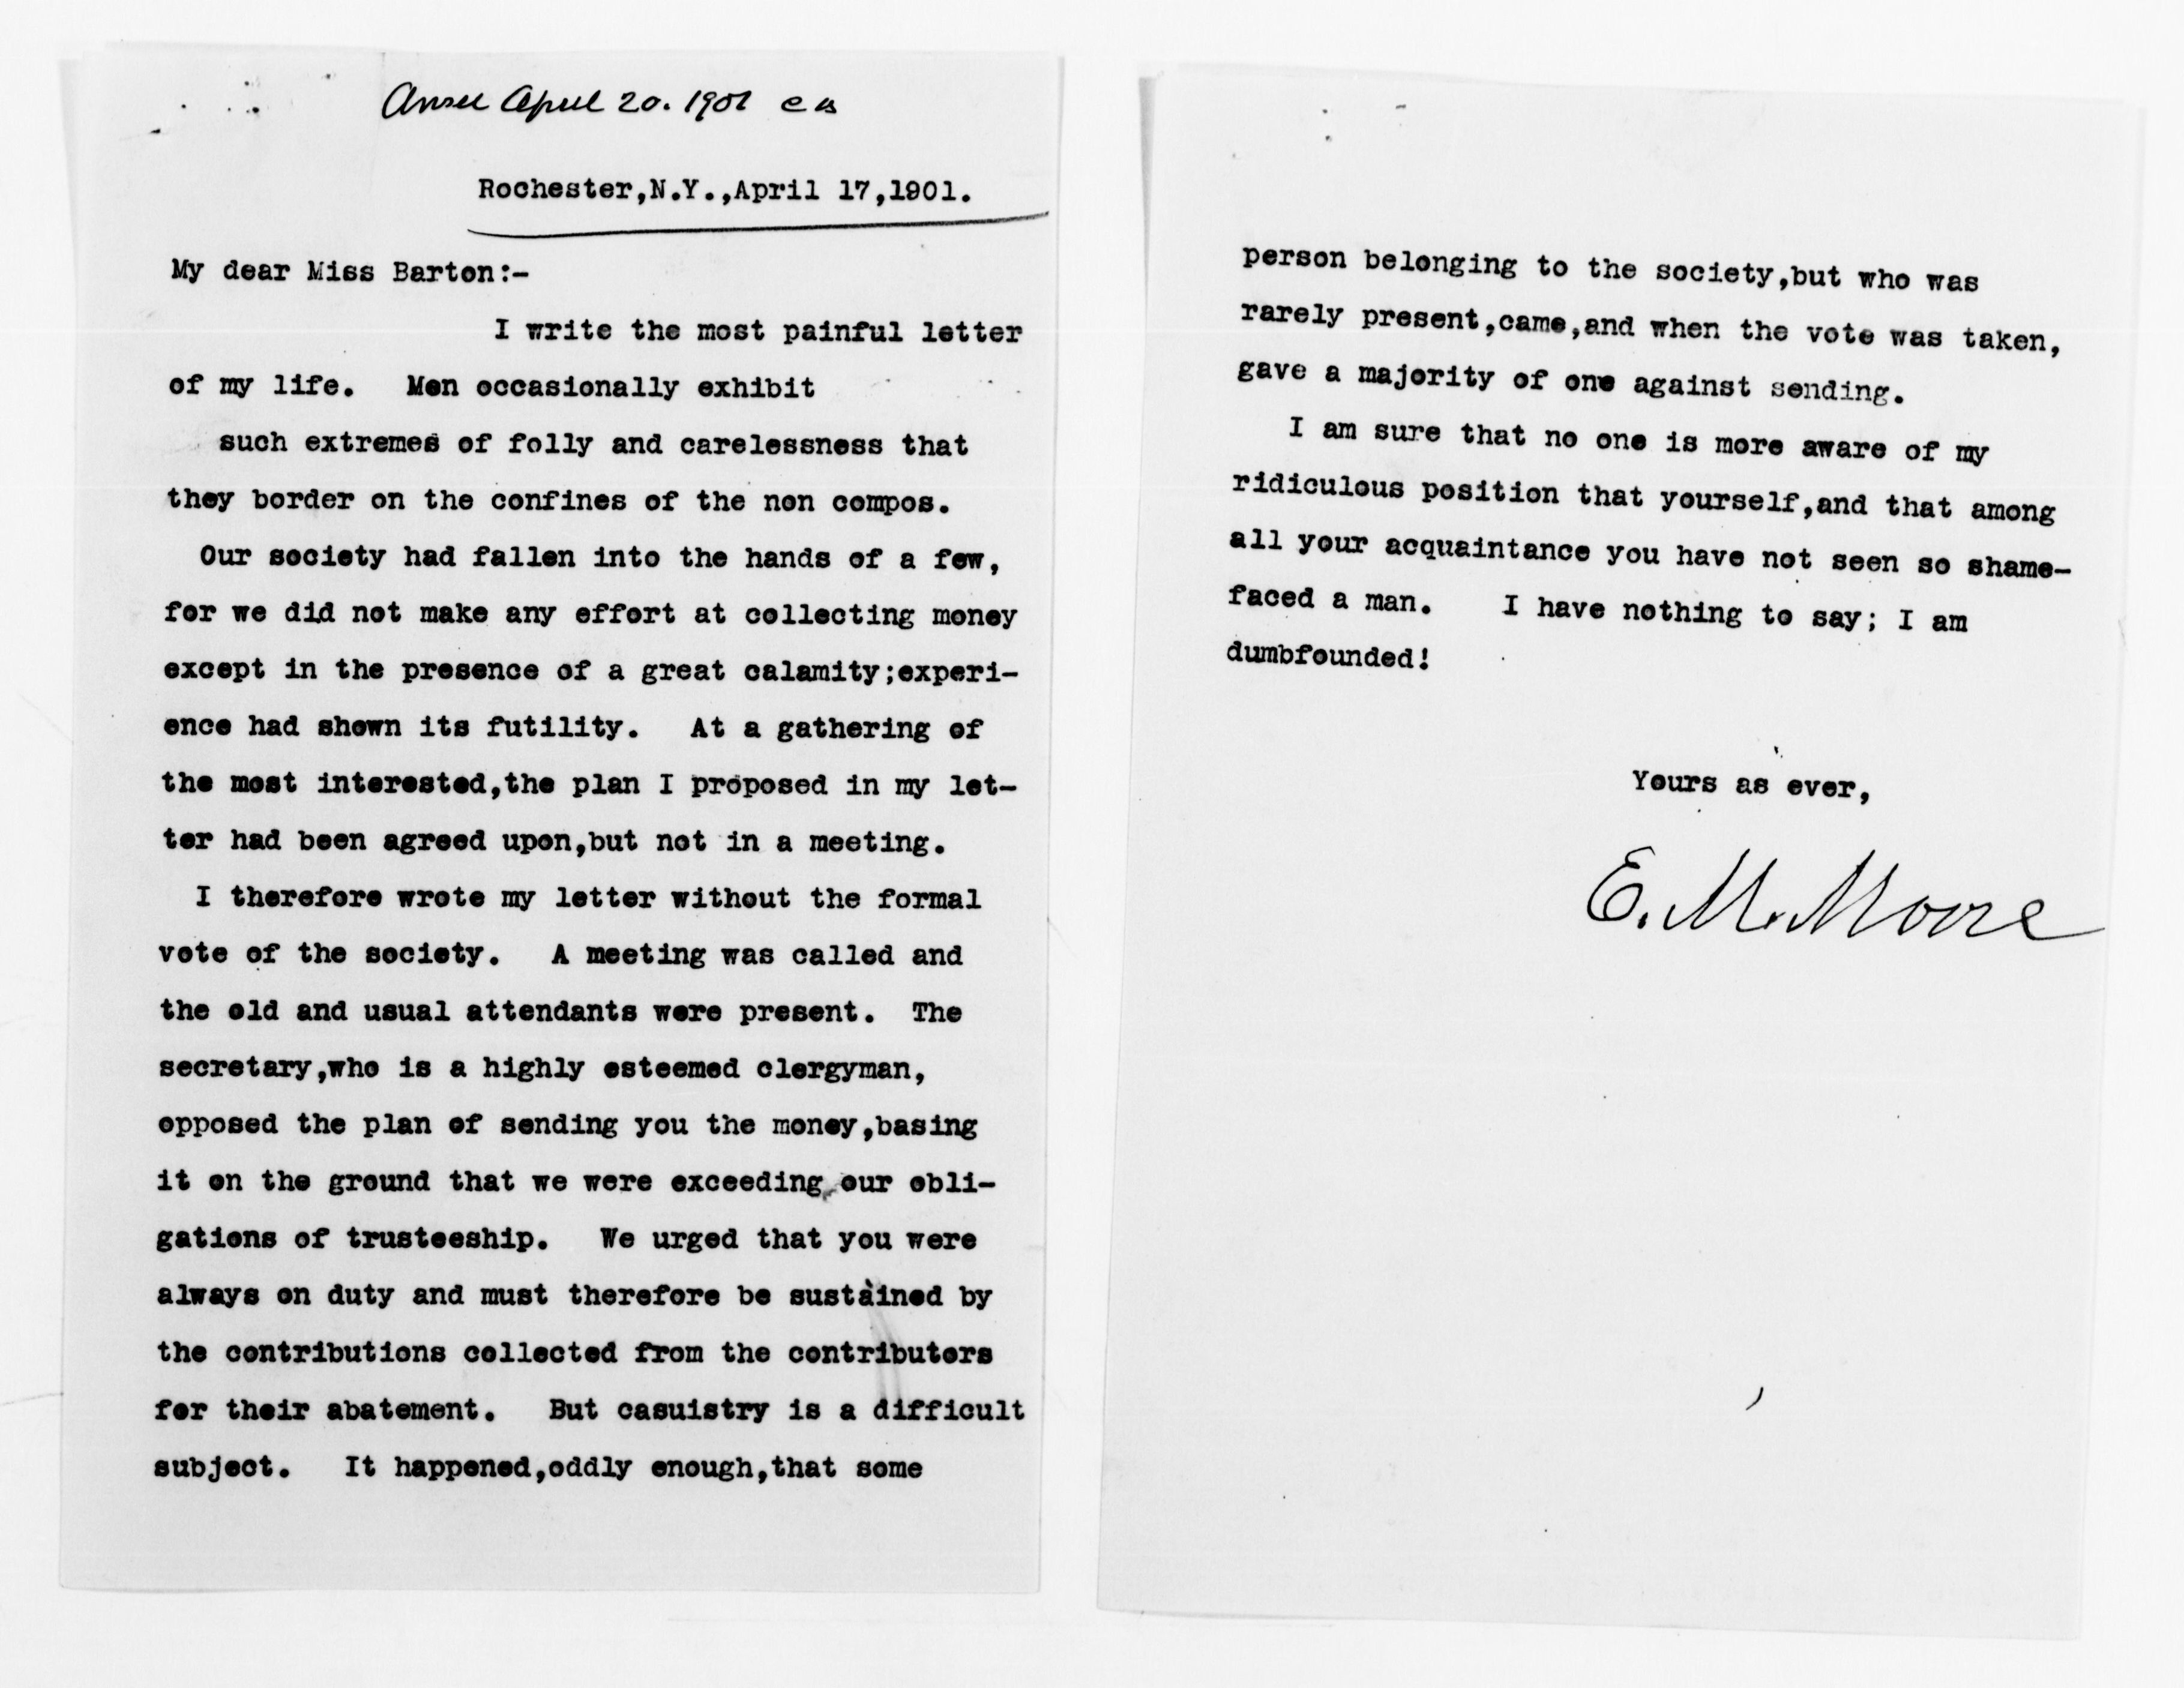 Ansd April 20. 1901 CB
Rochester,N.Y.,April 17,1901.
My dear Miss Barton:-
I write the most painful letter
of my life. Men occasionally exhibit
such extremes of folly and carelessness that
they border on the confines of the non compos.
Our society had fallen into the hands of a few,
for we did not make any effort at collecting money
except in the presence of a great calamity;experi-
ence had shown its futility. At a gathering of
the most interested,the plan I proposed in my let-
ter had been agreed upon,but not in a meeting.
I therefore wrote my letter without the formal
vote of the society. A meeting was called and
the old and usual attendants were present. The
secretary,who is a highly esteemed clergyman,
opposed the plan of sending you the money,basing
it on the ground that we were exceeding our obli-
gations of trusteeship. We urged that you were
always on duty and must therefore be sustained by
the contributions collected from the contributors
for their abatement. But casuistry is a difficult
subject. It happened,oddly enough,that some
person belonging to the society,but who was
rarely present,came,and when the vote was taken,
gave a majority of one against sending.
I am sure that no one is more aware of my
ridiculous position that yourself,and that among
all your acquaintance you have not seen so shame-
faced a man. I have nothing to say; I am
dumbfounded!
Yours as ever,
E. M. Moore